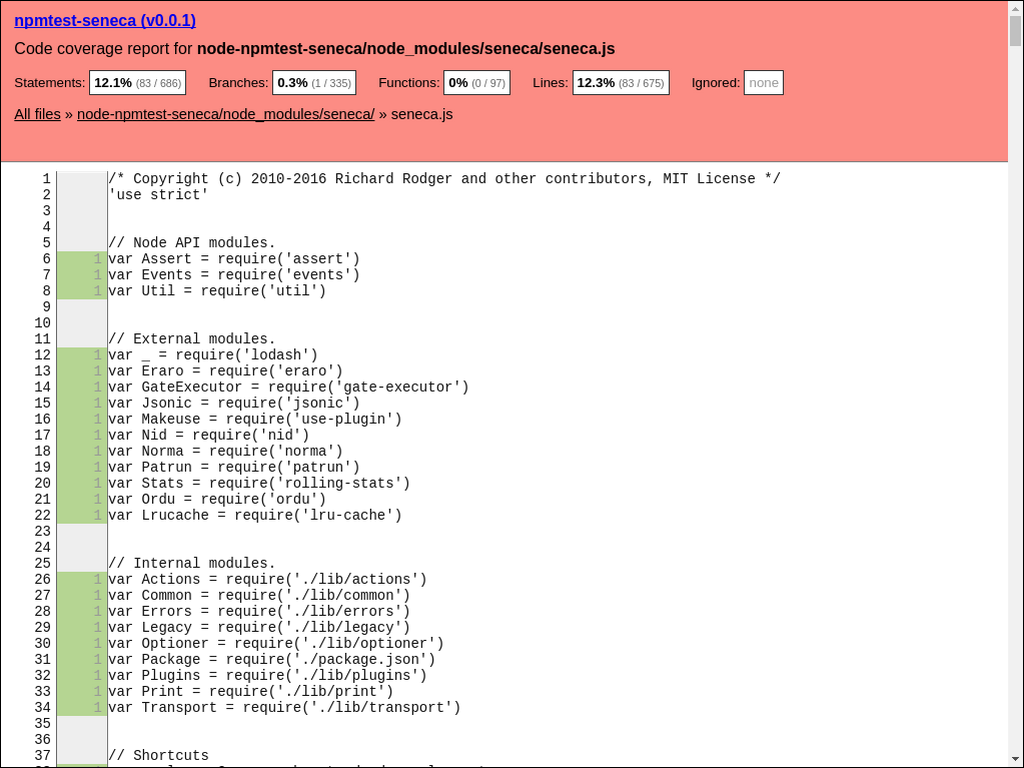 npmtest-seneca (v0.0.1)
Code coverage report for node-npmtest-seneca/node_modules/seneca/seneca.js
Statements: 12.1% (83 / 686) Branches: 0.3% (1 / 335) Functions: 0% (0 / 97) Lines: 12.3% (83 / 675) Ignored: none
All files » node-npmtest-seneca/node_modules/seneca/ » seneca.js
1 /* Copyright (c) 2010-2016 Richard Rodger and other contributors, MIT License */
2 'use strict'
3
4
5 // Node API modules.
6 1 var Assert = require('assert')
7 1 var Events = require('events')
8 1 var Util = require('util')
9
10
11 // External modules.
12 1 var _ = require('lodash')
13 1 var Eraro = require('eraro')
14 1 var GateExecutor = require('gate-executor')
15 1 var Jsonic = require('jsonic')
16 1 var Makeuse = require('use-plugin')
17 1 var Nid = require('nid')
18 1 var Norma = require('norma')
19 1 var Patrun = require('patrun')
20 1 var Stats = require('rolling-stats')
21 1 var Ordu = require('ordu')
22 1 var Lrucache = require('lru-cache')
23
24
25 // Internal modules.
26 1 var Actions = require('./lib/actions')
27 1 var Common = require('./lib/common')
28 1 var Errors = require('./lib/errors')
29 1 var Legacy = require('./lib/legacy')
30 1 var Optioner = require('./lib/optioner')
31 1 var Package = require('./package.json')
32 1 var Plugins = require('./lib/plugins')
33 1 var Print = require('./lib/print')
34 1 var Transport = require('./lib/transport')
35
36
37 // Shortcuts